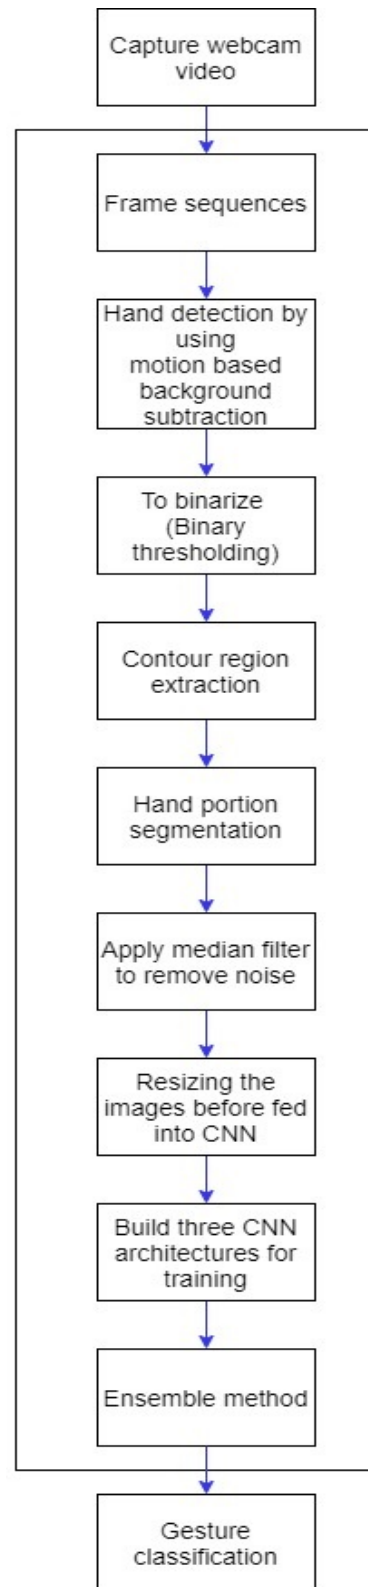 Capture webcam
video
Frame sequences
Hand detection by
using
motion based
background
subtraction
To binarize
(Binary
thresholding)
Contour region
extraction
Hand portion
segmentation
Apply median filter
to remove noise
Resizing the
images before fed
into CNN
Build three CNN
architectures for
training
Ensemble method
Gesture
classification